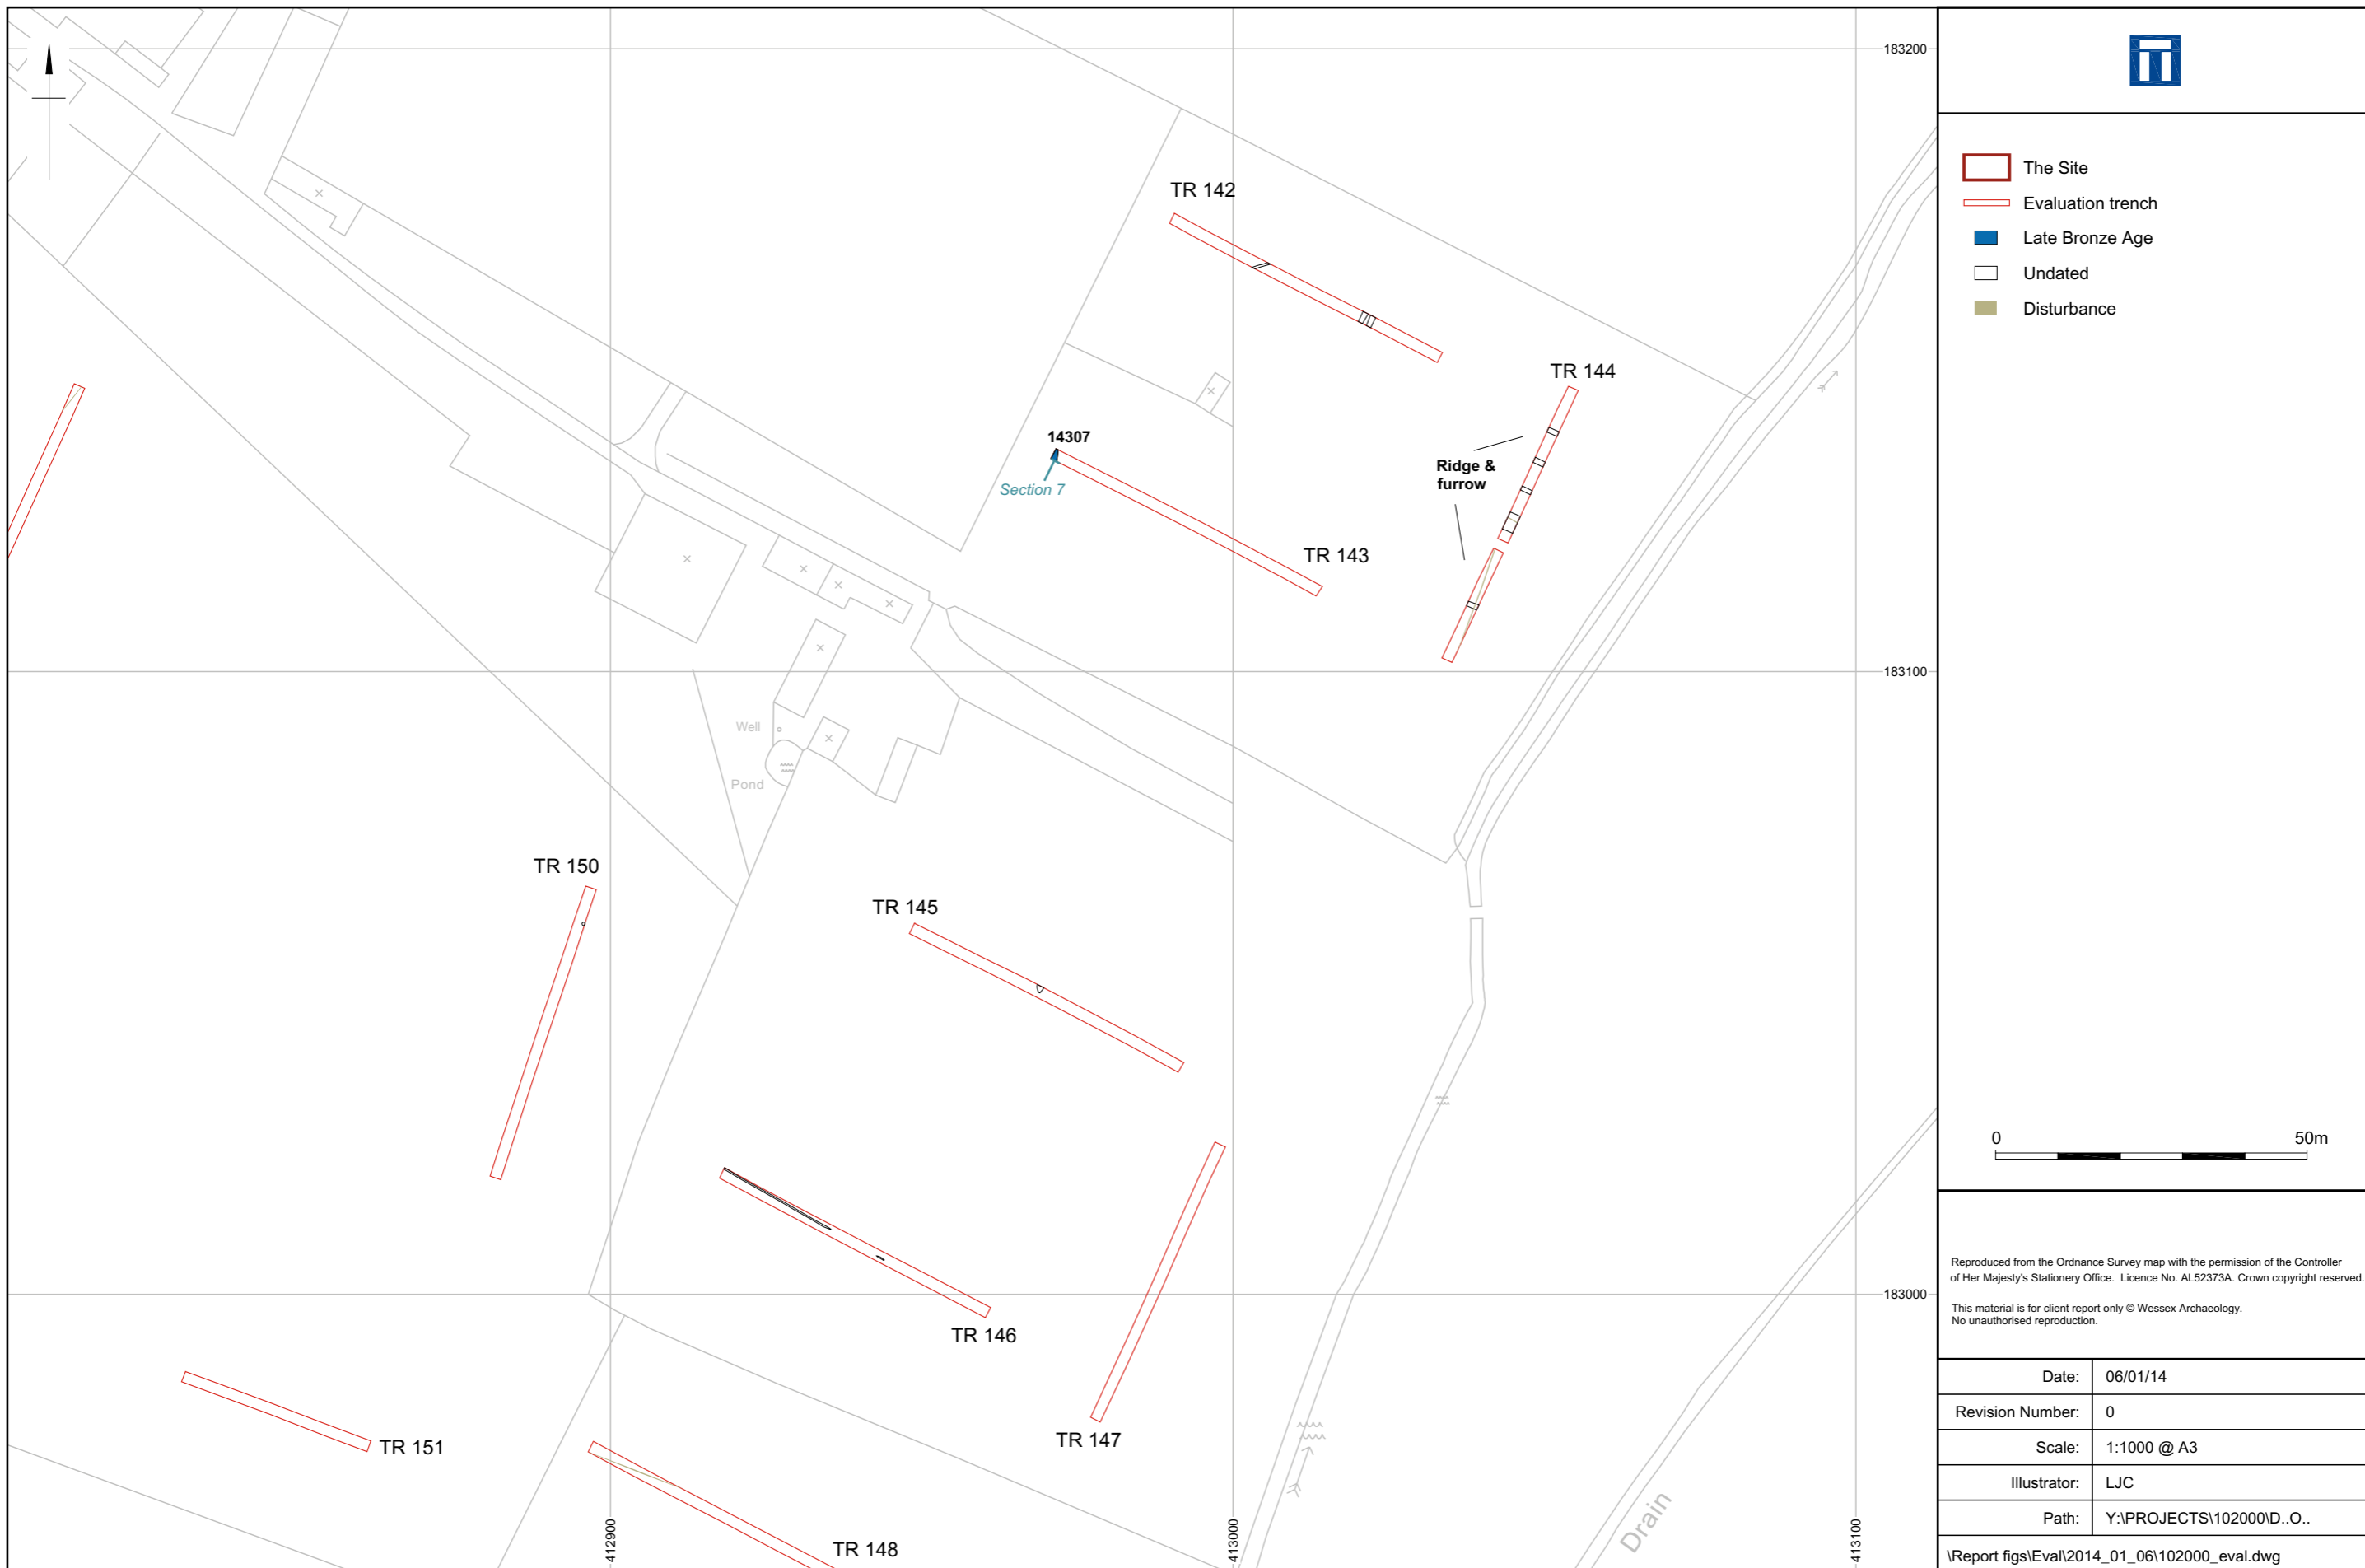 183200
TR 142
TR 144
14307
Section 7
Ridge &
furrow
TR 143
183100
Well
Pond
TR 150
TR 145
183000
TR 146
TR 147
TR 151
TR 148
412900
413000
413100
Drain
The Site
Evaluation trench
Late Bronze Age
Undated
Disturbance
0 50m
Reproduced from the Ordnance Survey map with the permission of the Controller
of Her Majesty's Stationery Office. Licence No. AL52373A. Crown copyright reserved.
This material is for client report only © Wessex Archaeology.
No unauthorised reproduction.
Date: 06/01/14
Revision Number: 0
Scale: 1:1000 @ A3
Illustrator: LJC
Path: Y:\PROJECTS\102000\D..O..
\Report figs\Eval\2014_01_06\102000_eval.dwg